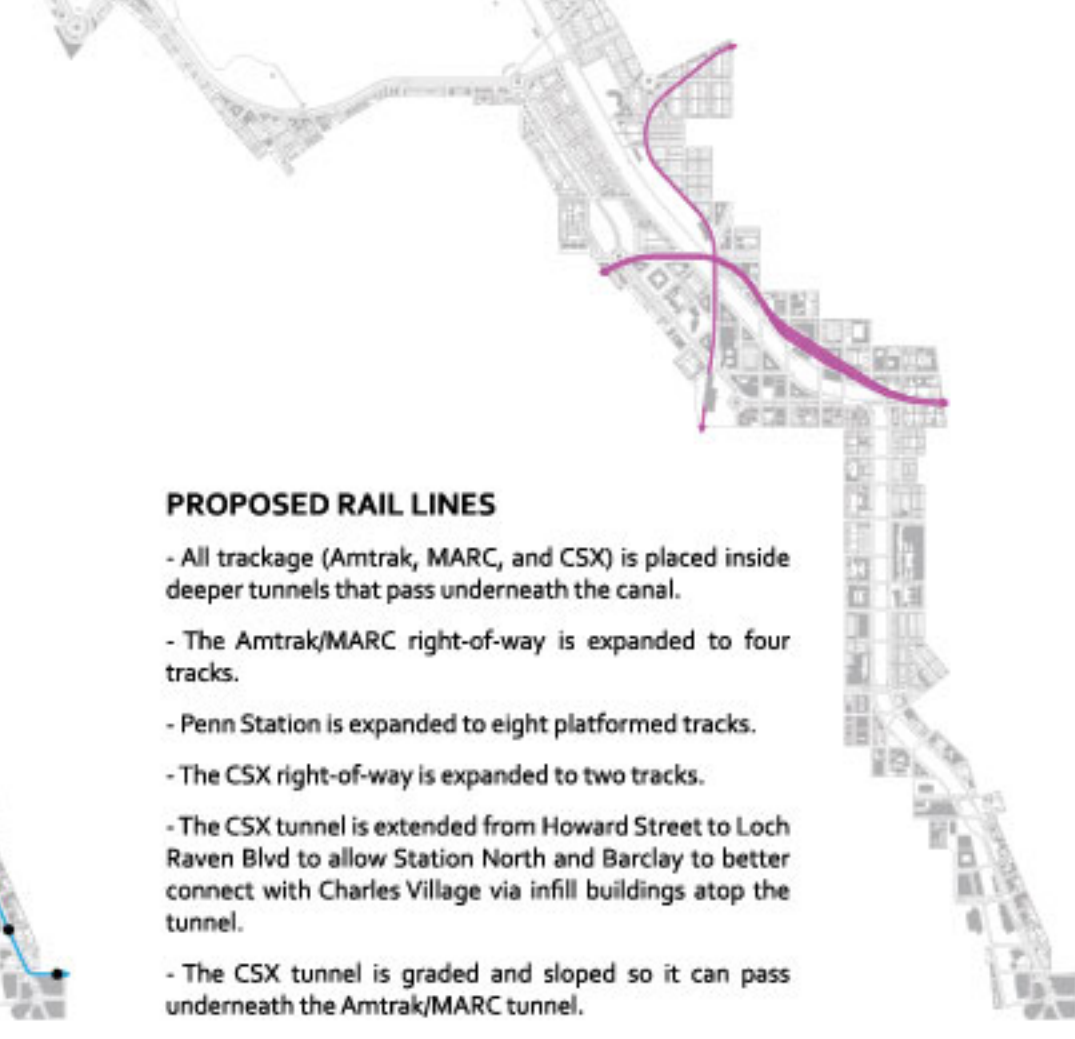 PROPOSED RAIL LINES
- All trackage (Amtrak, MARC, and CSX) is placed inside
deeper tunnels that pass underneath the canal.
- The Amtrak/MARC right-of-way is expanded to four
tracks.
- Penn Station is expanded to eight platformed tracks.
- The CSX right-of-way is expanded to two tracks.
- The CSX tunnel is extended from Howard Street to Loch
Raven Blvd to allow Station North and Barclay to better
connect with Charles Village via infill buildings atop the
tunnel.
- The CSX tunnel is graded and sloped so it can pass
underneath the Amtrak/MARC tunnel.